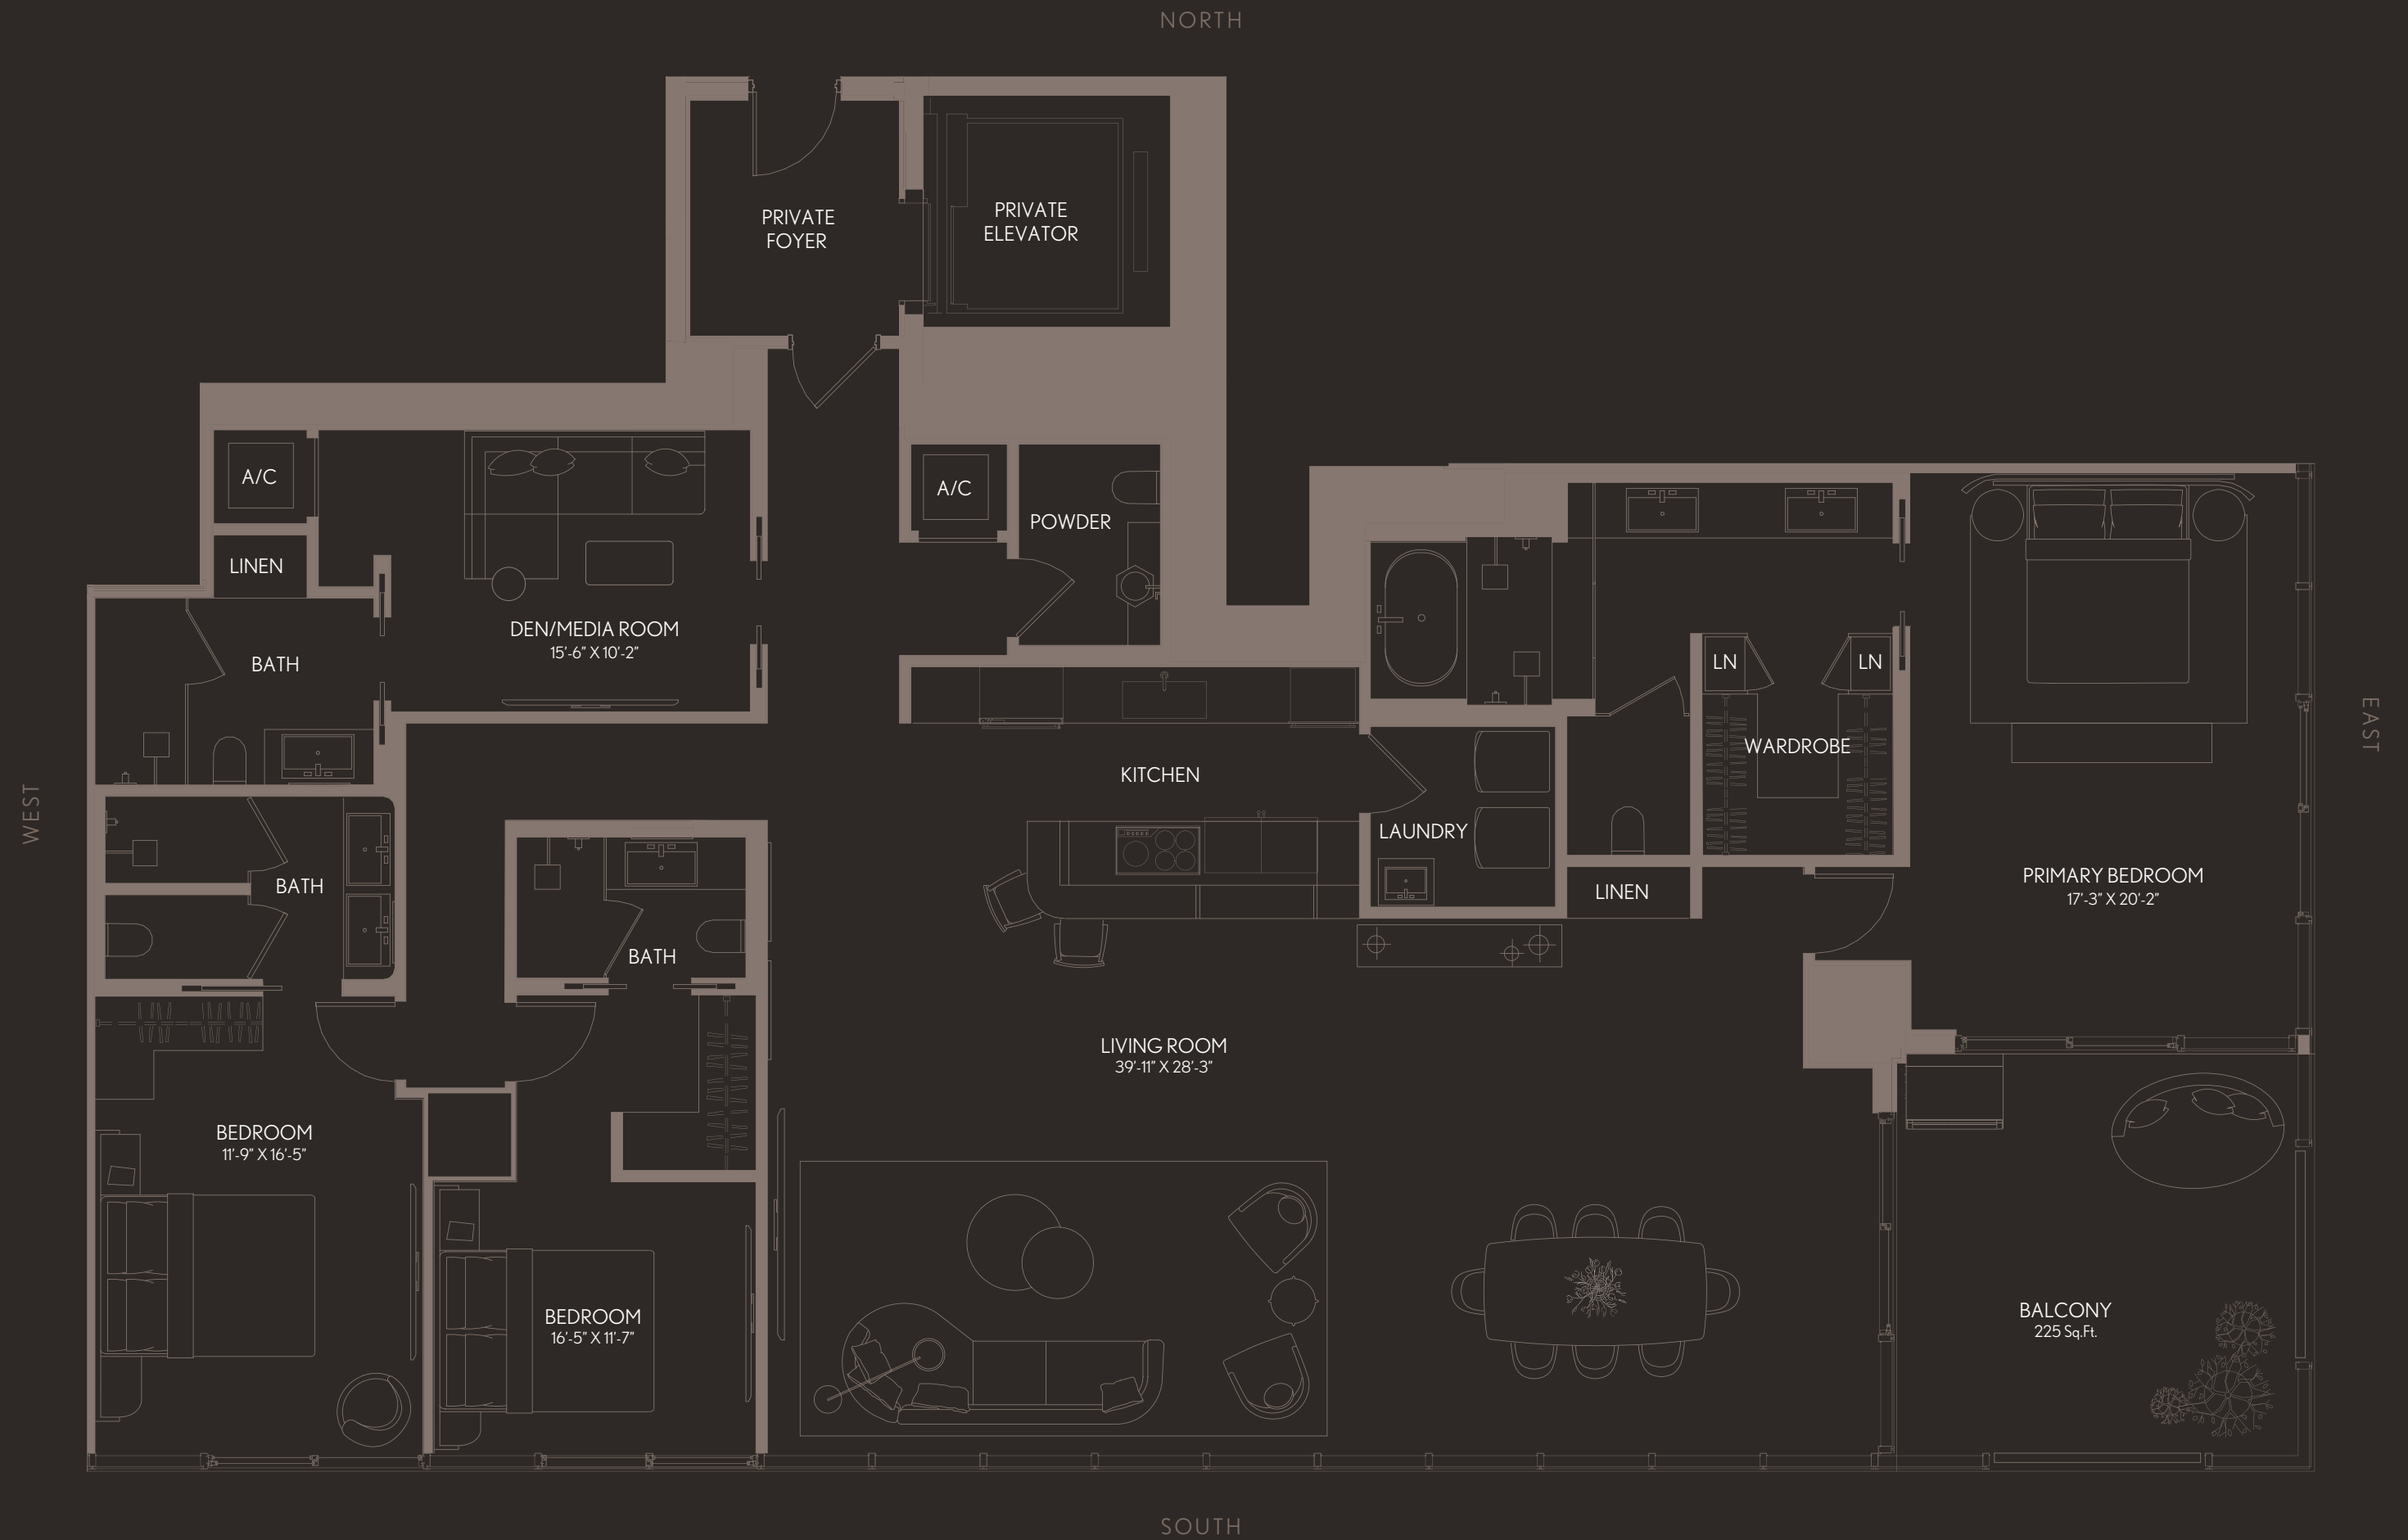 NORTH
PRIVATE
FOYER
PRIVATE
ELEVATOR
A/C
A/C
POWDER
LINEN
DEN/MEDIA ROOM
15'-6" X 10'-2"
BATH
LN
LN
WARDROBE
EAST
WEST
KITCHEN
LAUNDRY
LINEN
PRIMARY BEDROOM
17'-3" X 20'-2"
BATH
BATH
LIVING ROOM
39'-11" X 28'-3"
BEDROOM
11'-9" X 16'-5"
BEDROOM
16'-5" X 11'-7"
BALCONY
225 Sq.Ft.
SOUTH